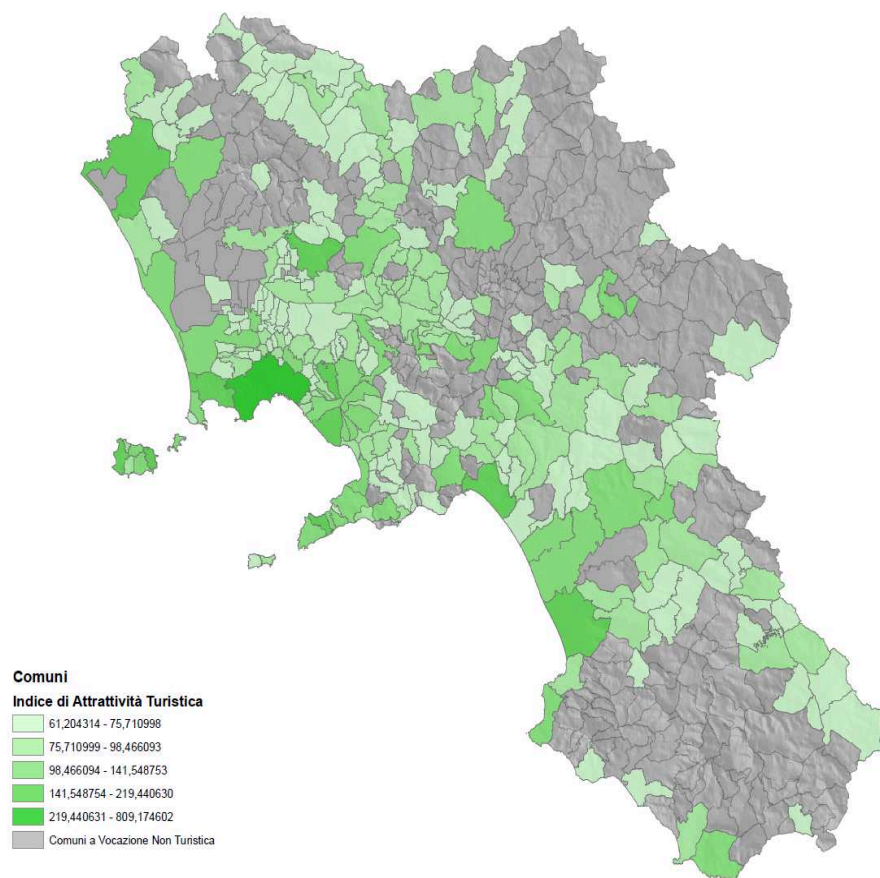 Comuni
Indice di Attrattività Turistica
61,204314 - 75,710998
75,710999 - 98,466093
98,466094 - 141,548753
141,548754 - 219,440630
219,440631 - 809,174602
Comuni a Vocazione Non Turistica